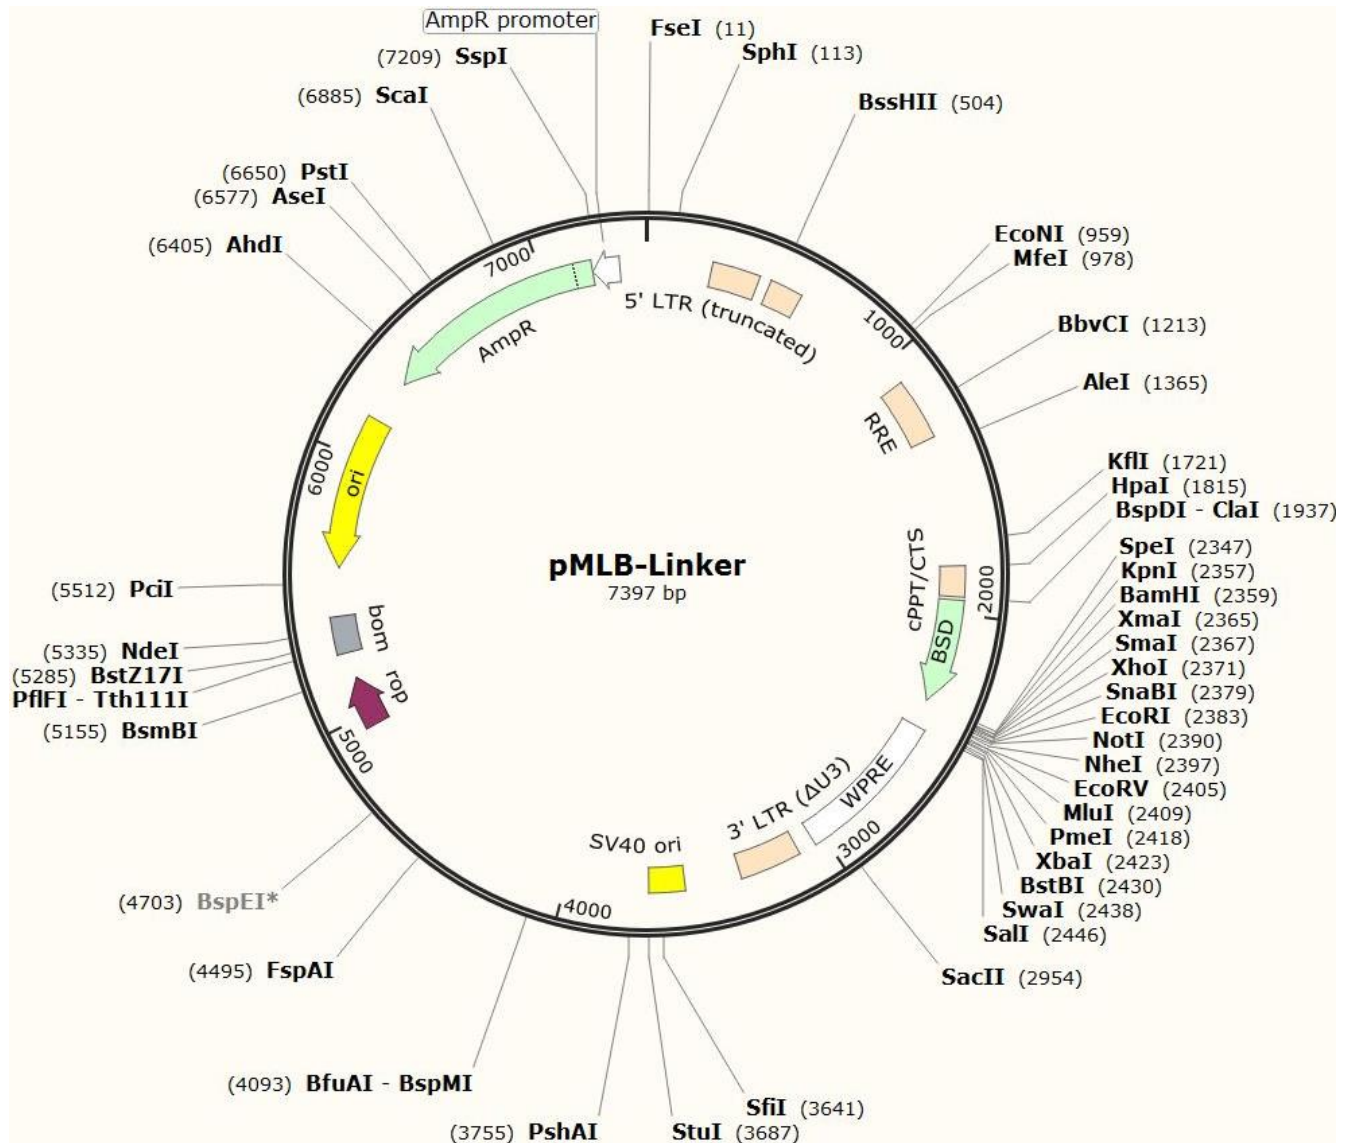 AmpR promoter
FseI (11)
SphI (113)
BssHII (504)
EcoNI (959)
MfeI (978)
BbvCI (1213)
AleI (1365)
KflI (1721)
HpaI (1815)
BspDI - ClaI (1937)
SpeI (2347)
KpnI (2357)
BamHI (2359)
XmaI (2365)
SmaI (2367)
XhoI (2371)
SnaBI (2379)
EcoRI (2383)
NotI (2390)
NheI (2397)
EcoRV (2405)
MluI (2409)
PmeI (2418)
XbaI (2423)
BstBI (2430)
SwaI (2438)
SalI (2446)
SacII (2954)
SfiI (3641)
StuI (3687)
(3755) PshAI
(4093) BfuAI - BspMI
(4495) FspAI
(4703) BspEI*
(5155) BsmBI
PflFI - Tth111I
(5285) BstZ17I
(5335) NdeI
(5512) PciI
(6405) AhdI
(6577) AseI
(6650) PstI
(6885) ScaI
(7209) SspI
5' LTR (truncated)
1000
RRE
cPPT/CTS
2000
BSD
WPRE
3' LTR (ΔU3)
3000
SV40 ori
4000
5000
rop
bom
ori
6000
AmpR
7000
pMLB-Linker
7397 bp